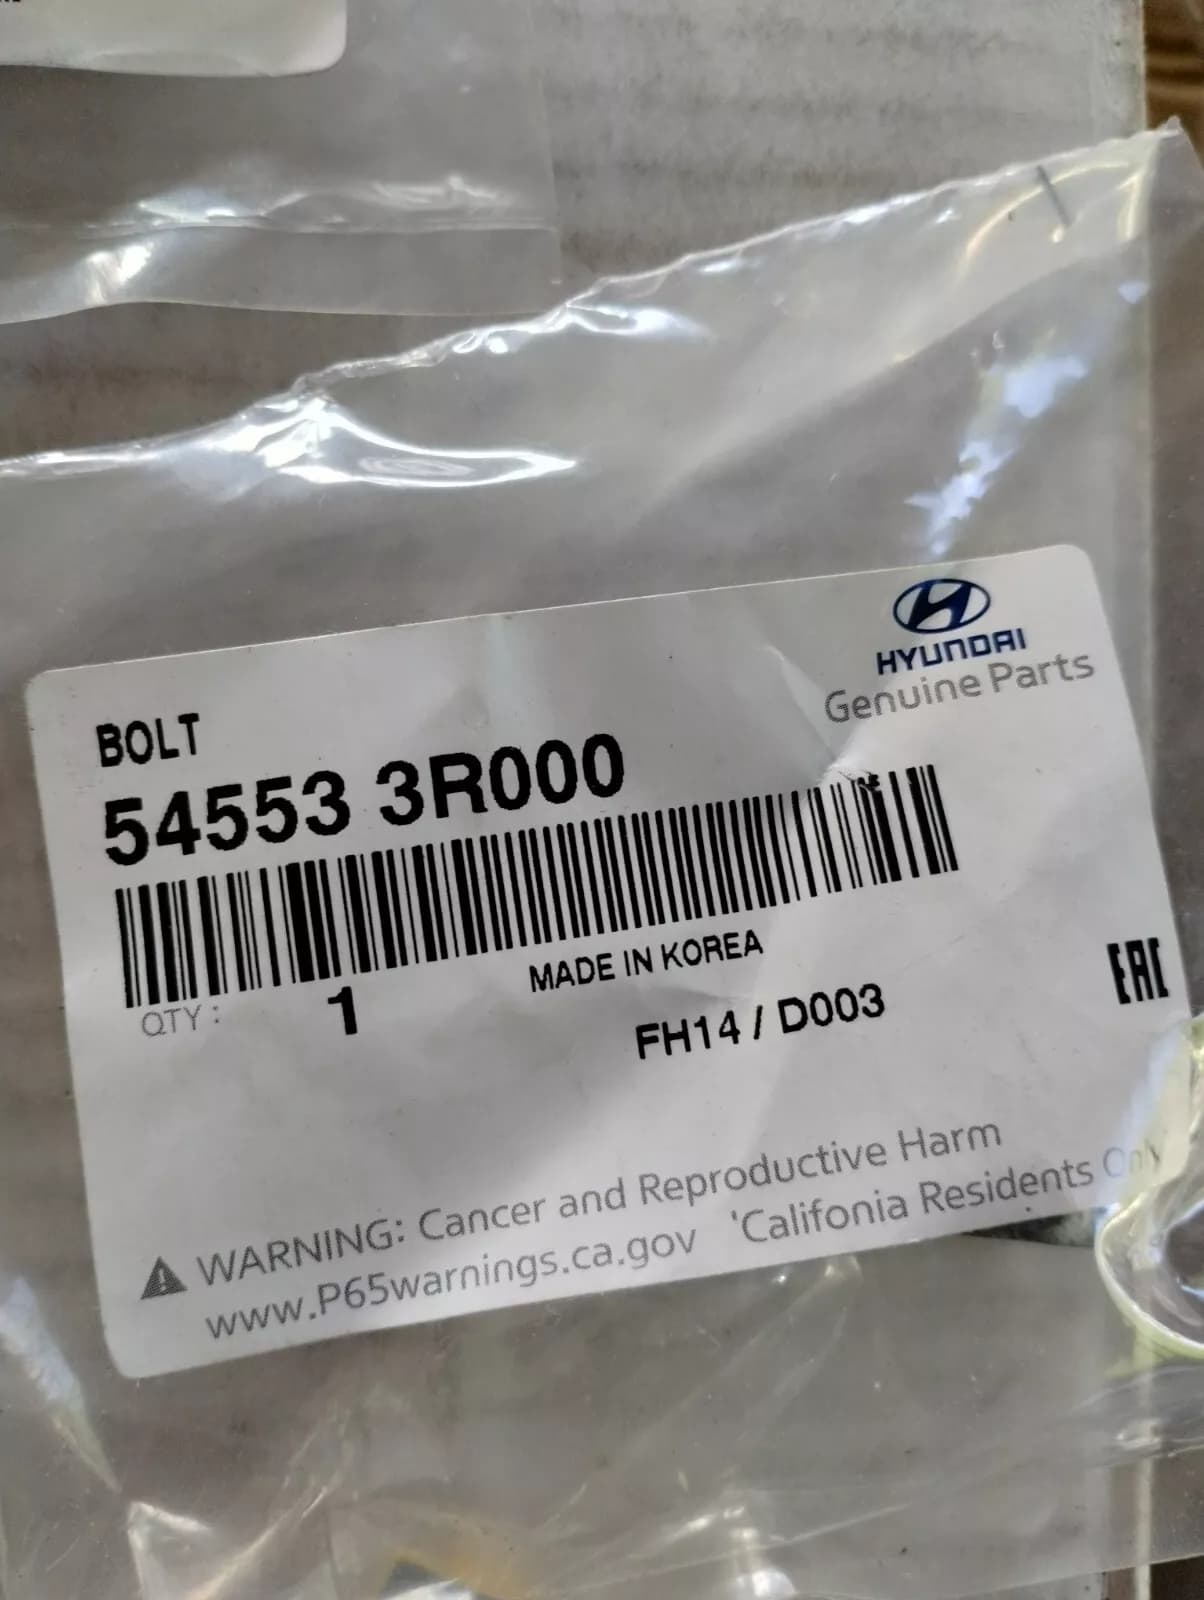 HYUNDAI
Genuine Parts
BOLT
54553 3R000
MADE IN KOREA
QTY : 1
FH14 / D003
EAC
WARNING: Cancer and Reproductive Harm
www.P65warnings.ca.gov 'Califonia Residents Only